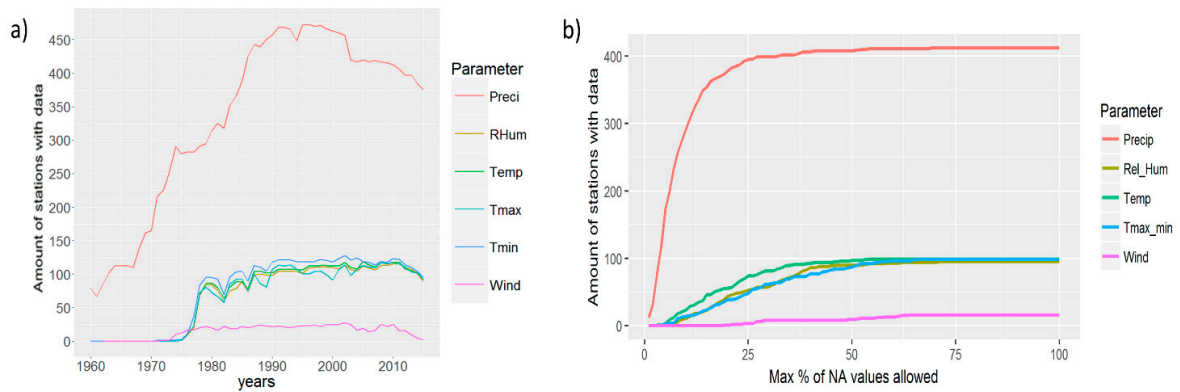 a)
Amount of stations with data
450
400
350
300
250
200
150
100
50
0
1960
1970
1980
1990
2000
2010
years
Parameter
Preci
RHum
Temp
Tmax
Tmin
Wind
b)
Amount of stations with data
400
300
200
100
0
0
25
50
75
100
Max % of NA values allowed
Parameter
Precip
Rel_Hum
Temp
Tmax_min
Wind